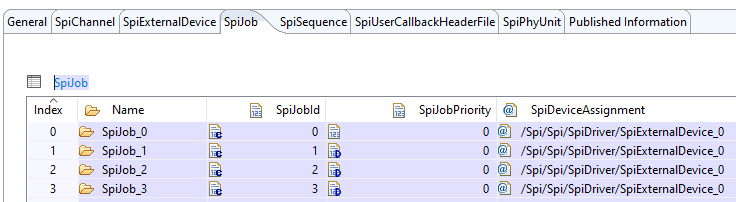 General SpiChannel SpiExternalDevice SpiJob SpiSequence SpiUserCallbackHeaderFile SpiPhyUnit Published Information
SpiJob
Index Name SpiJobId SpiJobPriority SpiDeviceAssignment
0 SpiJob_0 0 0 /Spi/Spi/SpiDriver/SpiExternalDevice_0
1 SpiJob_1 1 0 /Spi/Spi/SpiDriver/SpiExternalDevice_0
2 SpiJob_2 2 0 /Spi/Spi/SpiDriver/SpiExternalDevice_0
3 SpiJob_3 3 0 /Spi/Spi/SpiDriver/SpiExternalDevice_0